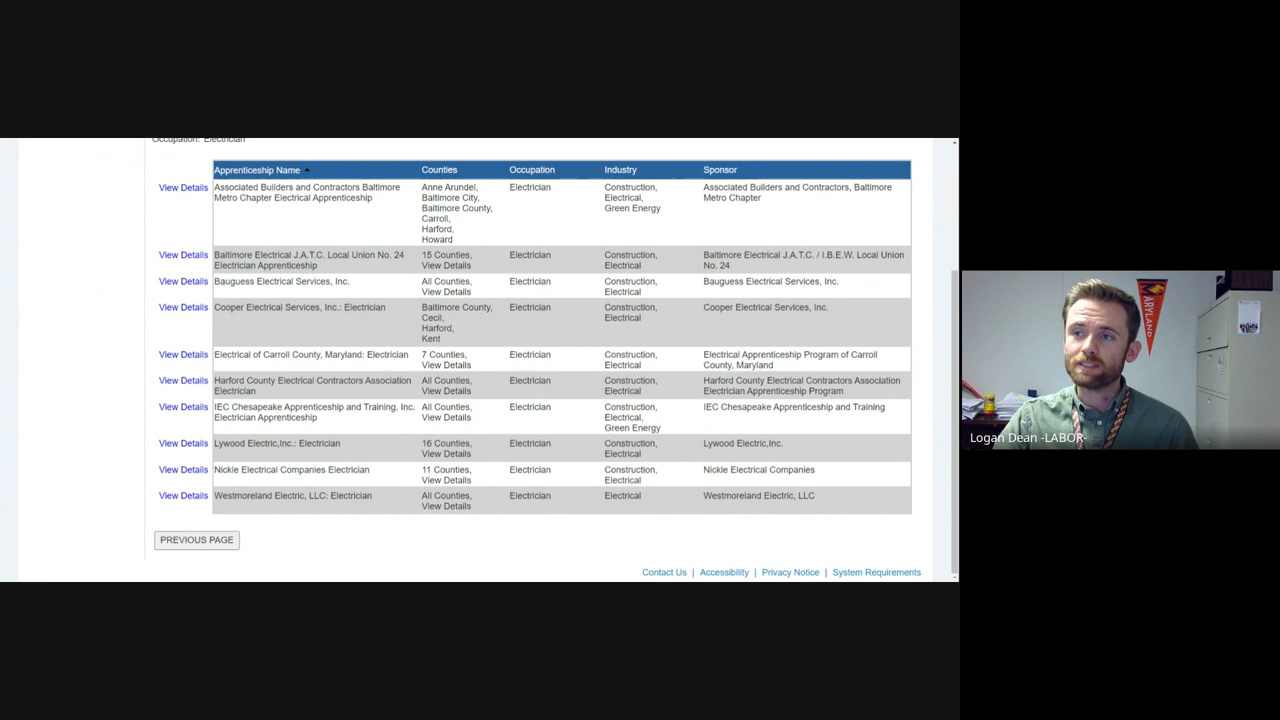 Occupation: Electrician
Apprenticeship Name Counties Occupation Industry Sponsor
View Details Associated Builders and Contractors Baltimore Anne Arundel, Electrician Construction, Associated Builders and Contractors, Baltimore
Metro Chapter Electrical Apprenticeship Baltimore City, Electrical, Metro Chapter
Baltimore County, Green Energy
Carroll,
Harford,
Howard
View Details Baltimore Electrical J.A.T.C. Local Union No. 24 15 Counties, Electrician Construction, Baltimore Electrical J.A.T.C. / I.B.E.W. Local Union
Electrician Apprenticeship View Details Electrical No. 24
View Details Bauguess Electrical Services, Inc. All Counties, Electrician Construction, Bauguess Electrical Services, Inc.
View Details Electrical
View Details Cooper Electrical Services, Inc.: Electrician Baltimore County, Electrician Construction, Cooper Electrical Services, Inc.
Cecil, Electrical
Harford,
Kent
View Details Electrical of Carroll County, Maryland: Electrician 7 Counties, Electrician Construction, Electrical Apprenticeship Program of Carroll
View Details Electrical County, Maryland
View Details Harford County Electrical Contractors Association All Counties, Electrician Construction, Harford County Electrical Contractors Association
Electrician View Details Electrical Electrician Apprenticeship Program
View Details IEC Chesapeake Apprenticeship and Training, Inc. All Counties, Electrician Construction, IEC Chesapeake Apprenticeship and Training
Electrician Apprenticeship View Details Electrical,
Green Energy
View Details Lywood Electric,Inc.: Electrician 16 Counties, Electrician Construction, Lywood Electric,Inc.
View Details Electrical
View Details Nickle Electrical Companies Electrician 11 Counties, Electrician Construction, Nickle Electrical Companies
View Details Electrical
View Details Westmoreland Electric, LLC: Electrician All Counties, Electrician Electrical Westmoreland Electric, LLC
View Details
PREVIOUS PAGE
Contact Us | Accessibility | Privacy Notice | System Requirements
ARYLAND
Logan Dean -LABOR-